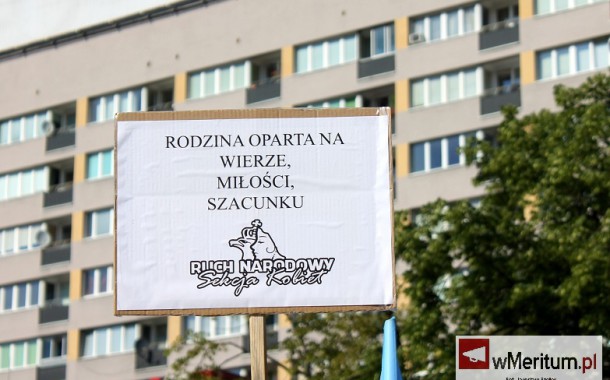 RODZINA OPARTA NA
WIERZE,
MIŁOŚCI,
SZACUNKU
RUCH NARODOWY
Sekcja Kobiet
wMeritum.pl